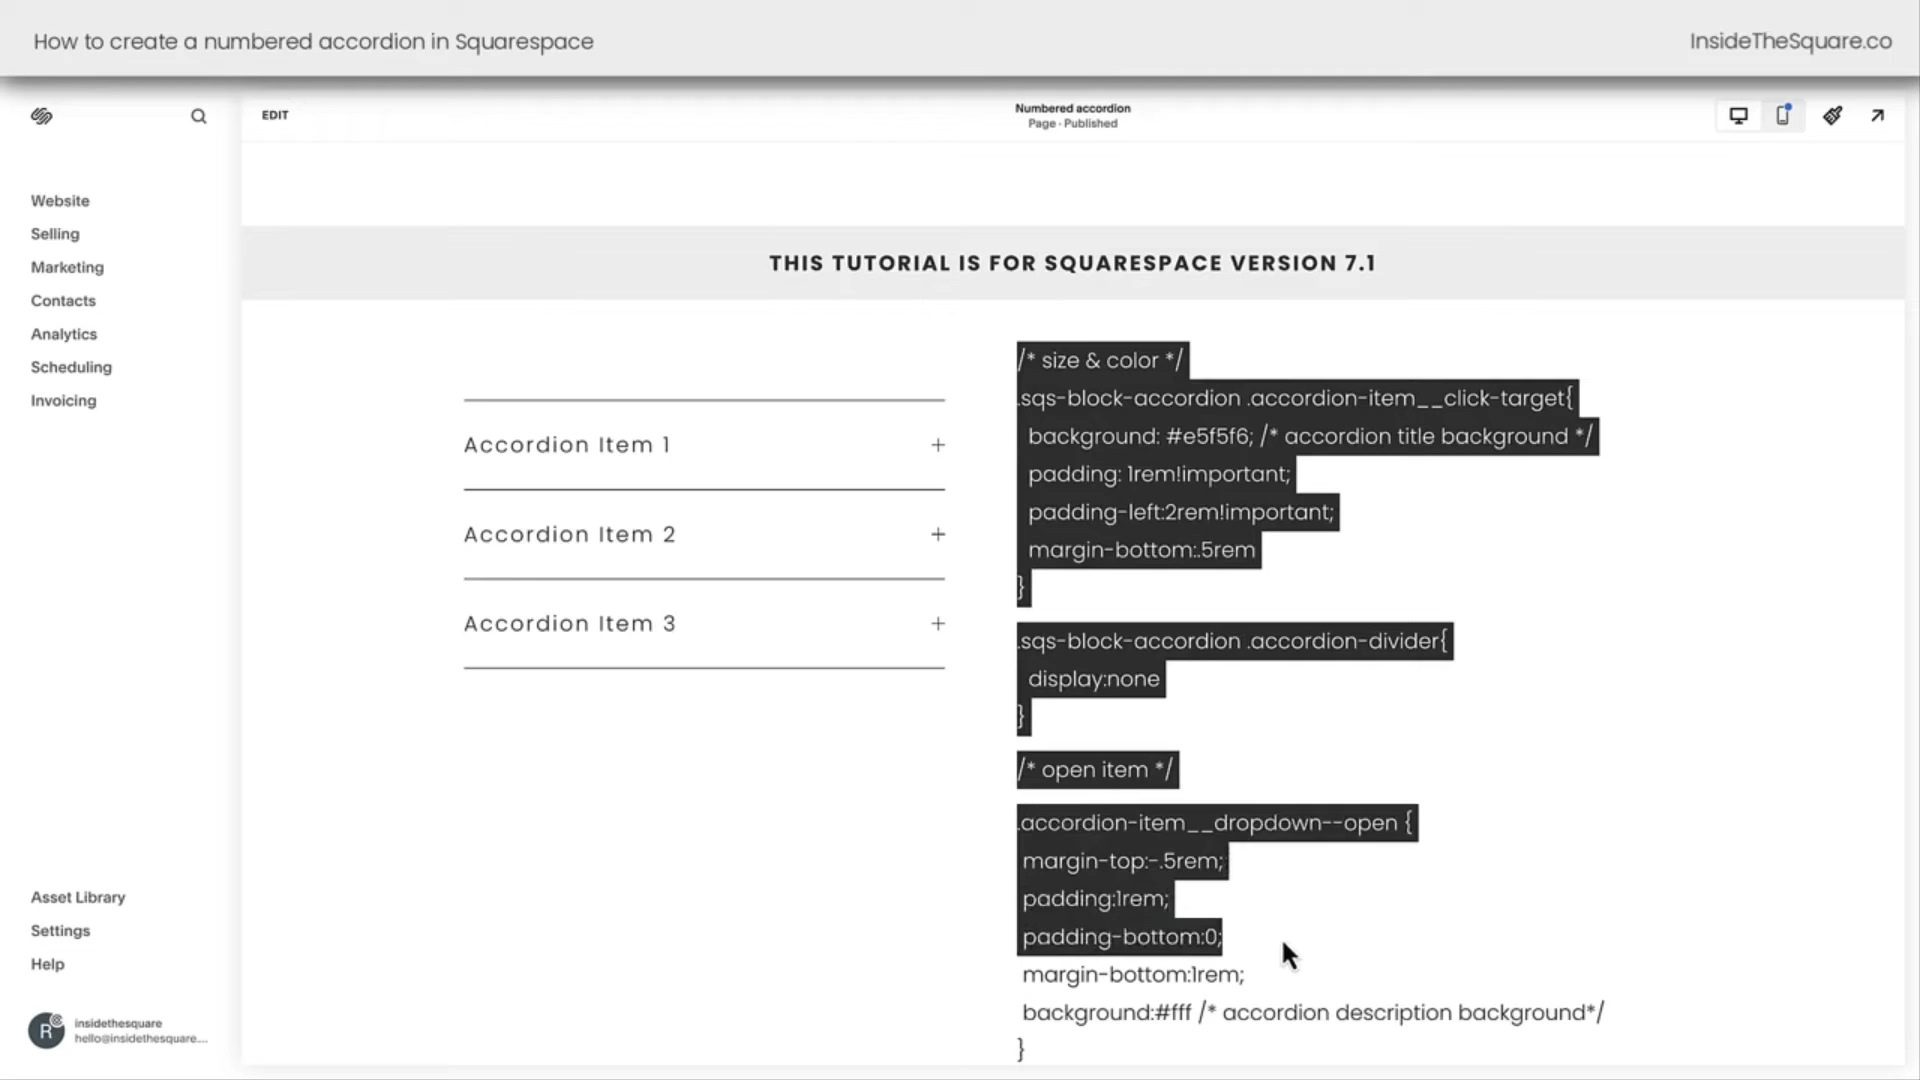 How to create a numbered accordion in Squarespace
InsideTheSquare.co
EDIT
Numbered accordion
Page · Published
Website
Selling
Marketing
Contacts
Analytics
Scheduling
Invoicing
THIS TUTORIAL IS FOR SQUARESPACE VERSION 7.1
Accordion Item 1
+
Accordion Item 2
+
Accordion Item 3
+
/* size & color */
.sqs-block-accordion .accordion-item__click-target{
background: #e5f5f6; /* accordion title background */
padding: 1rem!important;
padding-left:2rem!important;
margin-bottom:.5rem
}
.sqs-block-accordion .accordion-divider{
display:none
}
/* open item */
.accordion-item__dropdown--open {
margin-top:-.5rem;
padding:1rem;
padding-bottom:0;
margin-bottom:1rem;
background:#fff /* accordion description background*/
}
Asset Library
Settings
Help
R
insidethesquare
hello@insidethesquare....